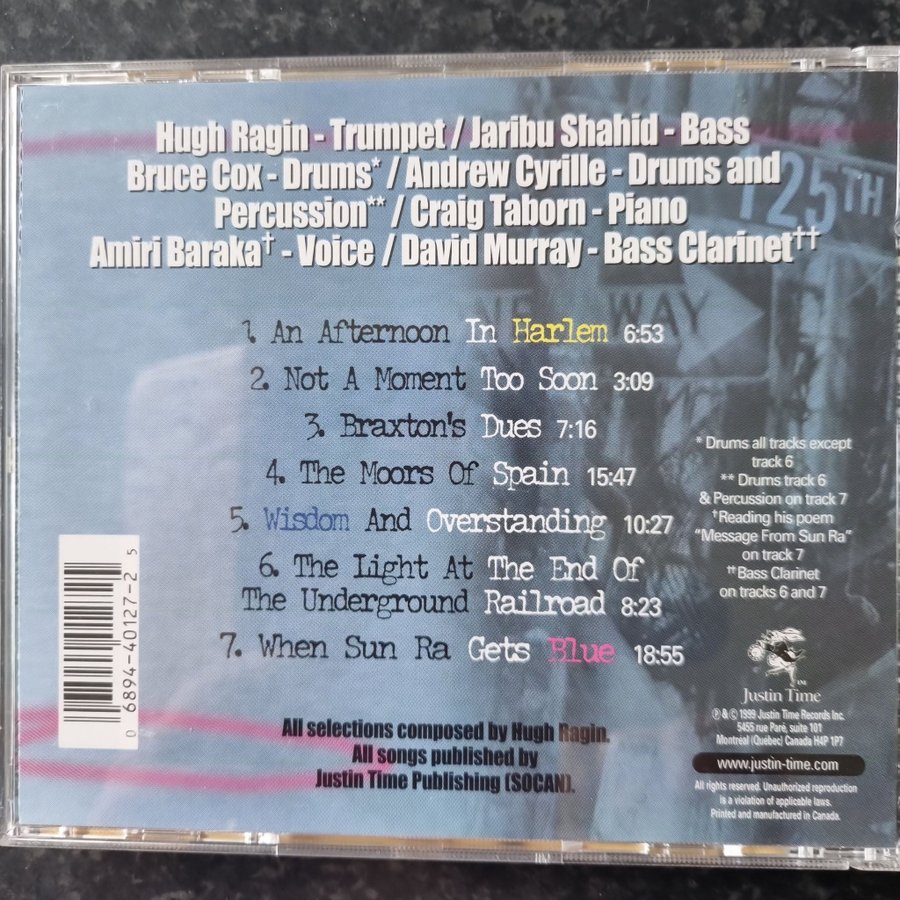 Hugh Ragin - Trumpet / Jaribu Shahid - Bass
Bruce Cox - Drums* / Andrew Cyrille - Drums and
Percussion** / Craig Taborn - Piano
Amiri Baraka† - Voice / David Murray - Bass Clarinet††
125TH
ONE WAY
1. An Afternoon In Harlem 6:53
2. Not A Moment Too Soon 3:09
3. Braxton's Dues 7:16
4. The Moors Of Spain 15:47
5. Wisdom And Overstanding 10:27
6. The Light At The End Of
The Underground Railroad 8:23
7. When Sun Ra Gets Blue 18:55
* Drums all tracks except
track 6
** Drums track 6
& Percussion on track 7
†Reading his poem
"Message From Sun Ra"
on track 7
††Bass Clarinet
on tracks 6 and 7
0 6894-40127-2 5
All selections composed by Hugh Ragin.
All songs published by
Justin Time Publishing (SOCAN).
Justin Time
TM
℗ & © 1999 Justin Time Records Inc.
5455 rue Paré, suite 101
Montreal (Quebec) Canada H4P 1P7
www.justin-time.com
All rights reserved. Unauthorized reproduction
is a violation of applicable laws.
Printed and manufactured in Canada.